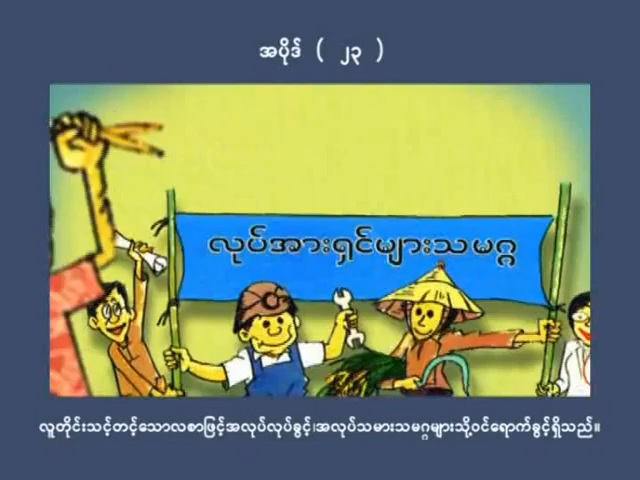 အပိုဒ် ( ၂၃ )
လုပ်အားရှင်များသမဂ္ဂ
လူတိုင်းသင့်တင့်သောလစာဖြင့်အလုပ်လုပ်ခွင့်၊အလုပ်သမားသမဂ္ဂများသို့ဝင်ရောက်ခွင့်ရှိသည်။